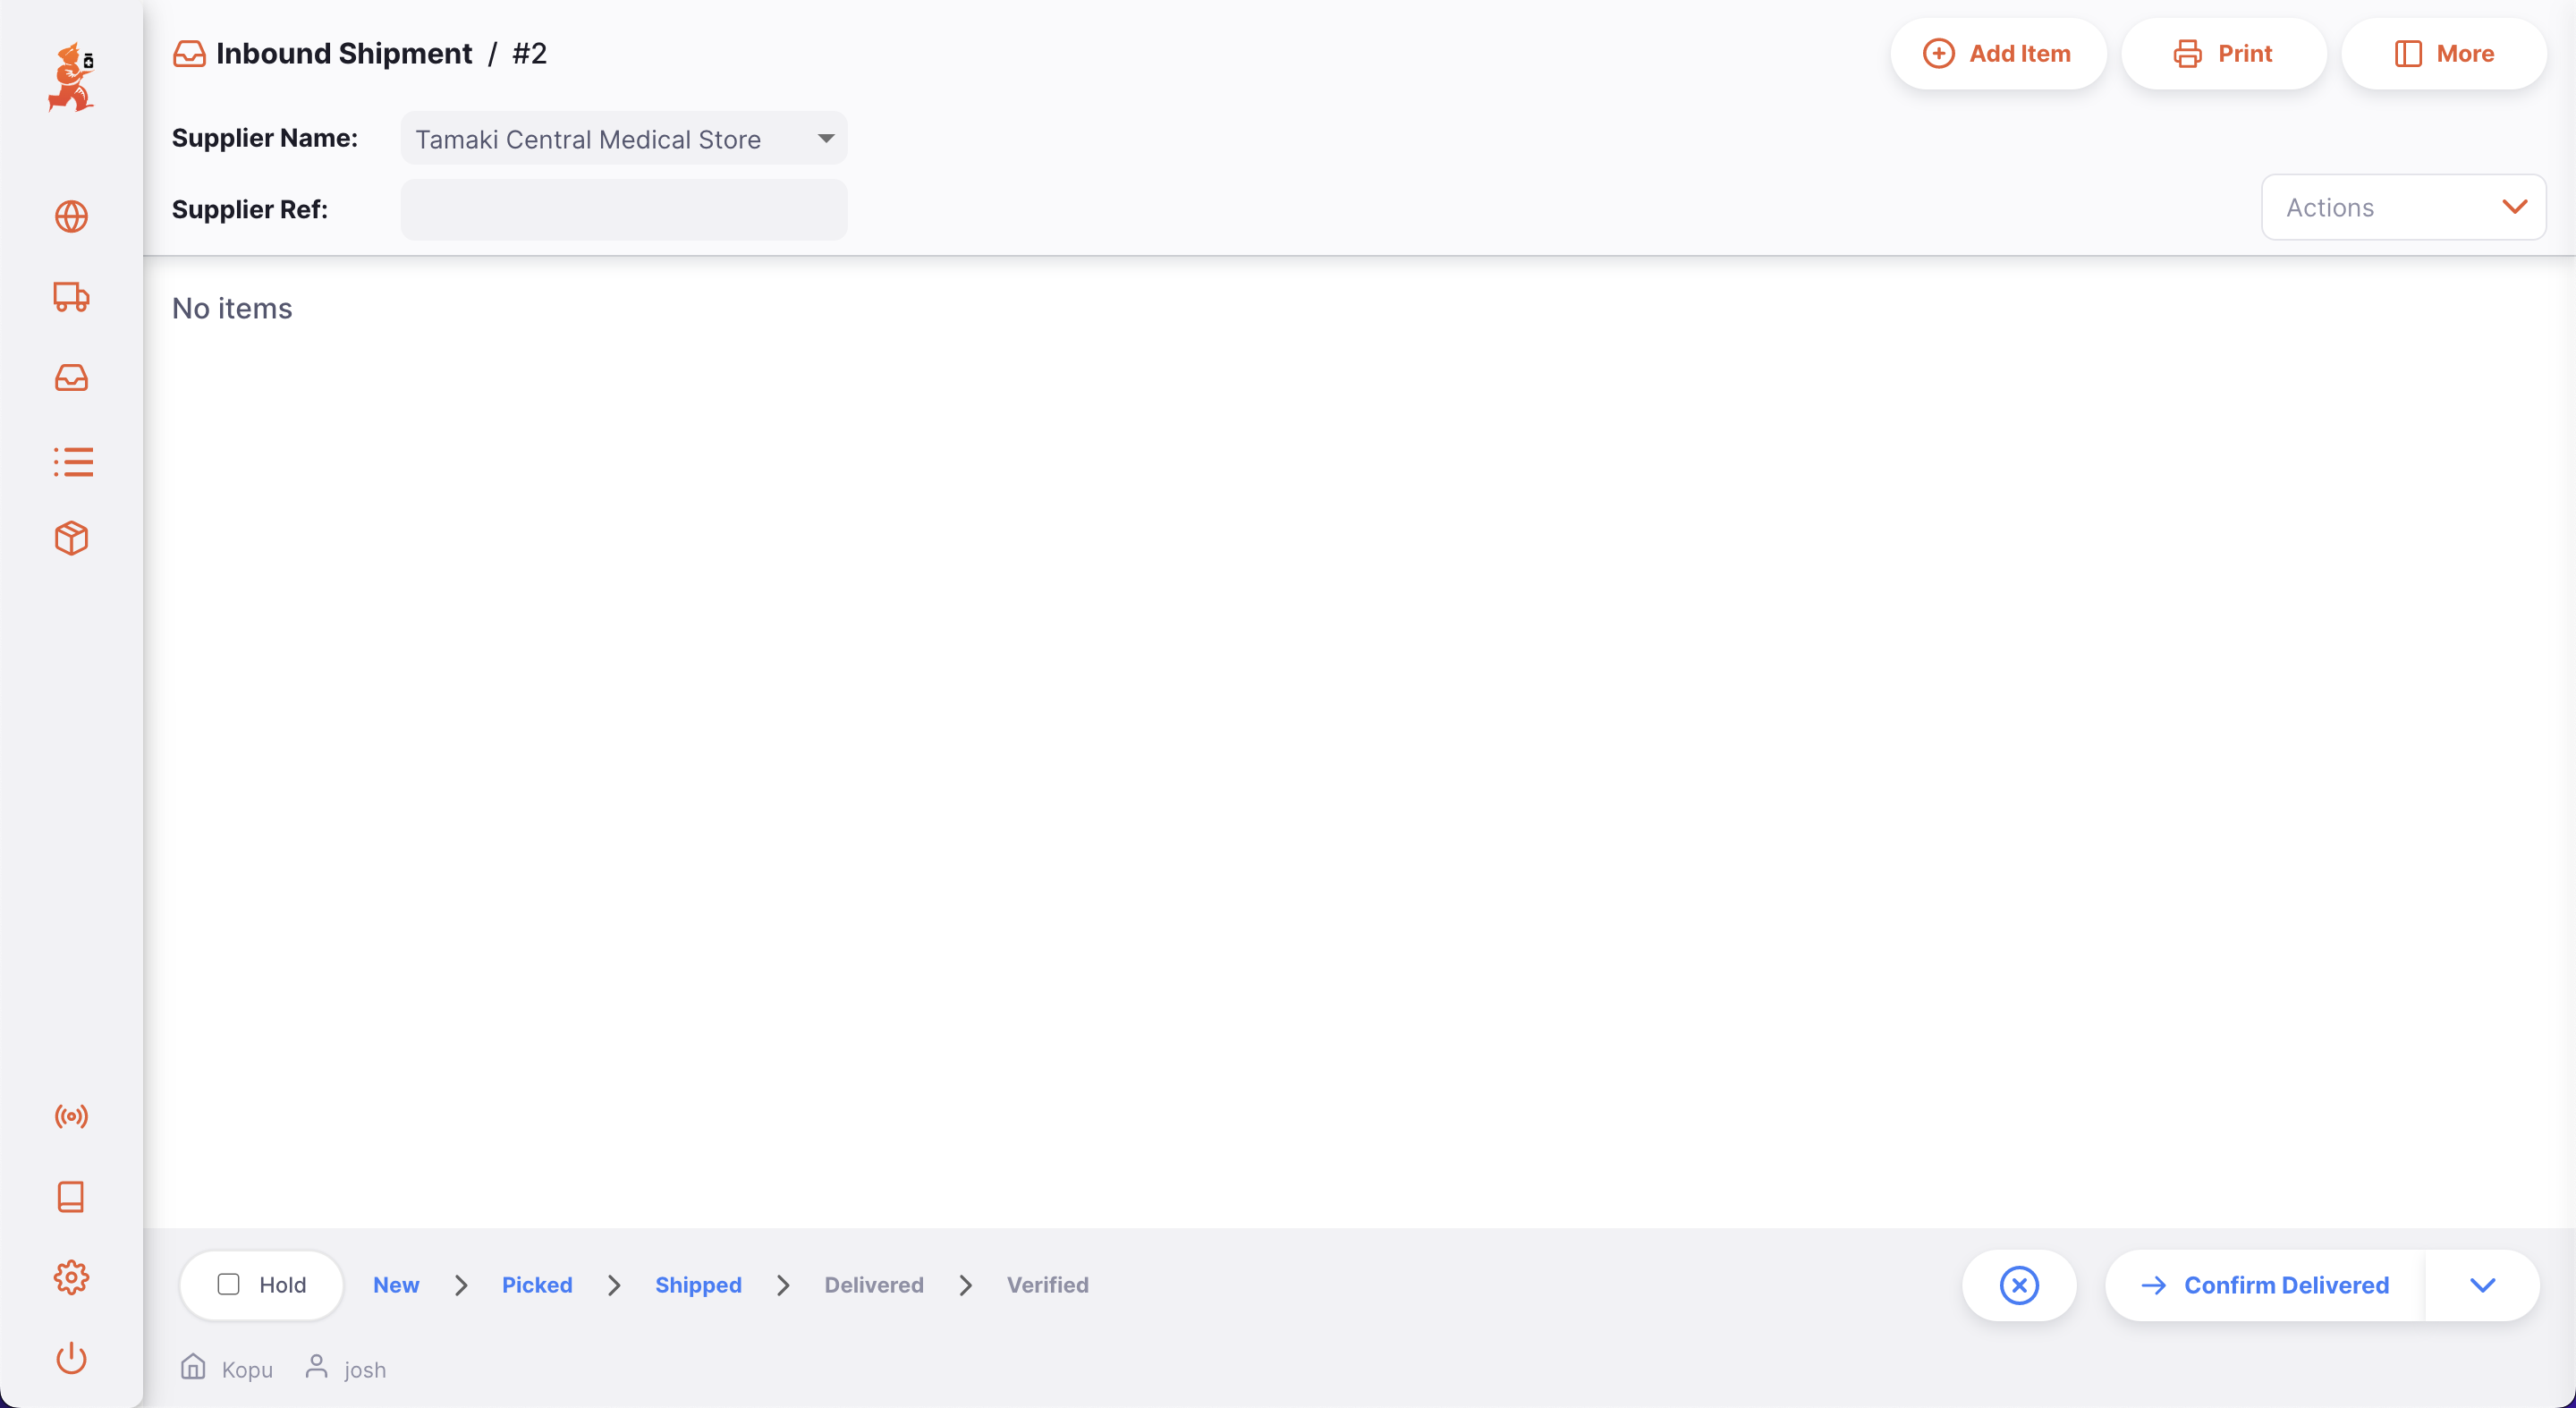 Inbound Shipment / #2
Add Item
Print
More
Supplier Name: Tamaki Central Medical Store
Supplier Ref:
Actions
No items
Hold New Picked Shipped Delivered Verified
Confirm Delivered
Kopu josh